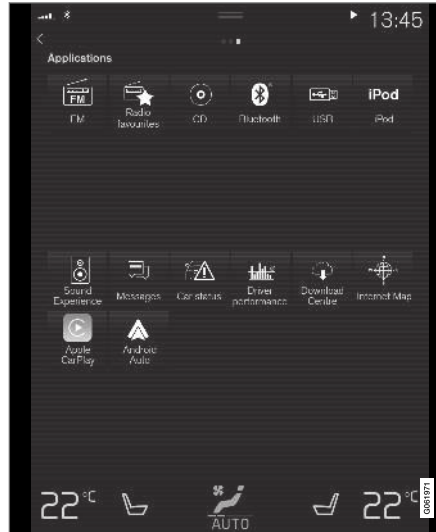 13:45
Applications
FM
iPod
FM
Radio
favourites
CD
Bluetooth
USB
iPod
Sound
Experience
Messages
Car status
Driver
performance
Download
Centre
Internet Map
Apple
CarPlay
Android
Auto
22°C
22°C
AUTO
G061971